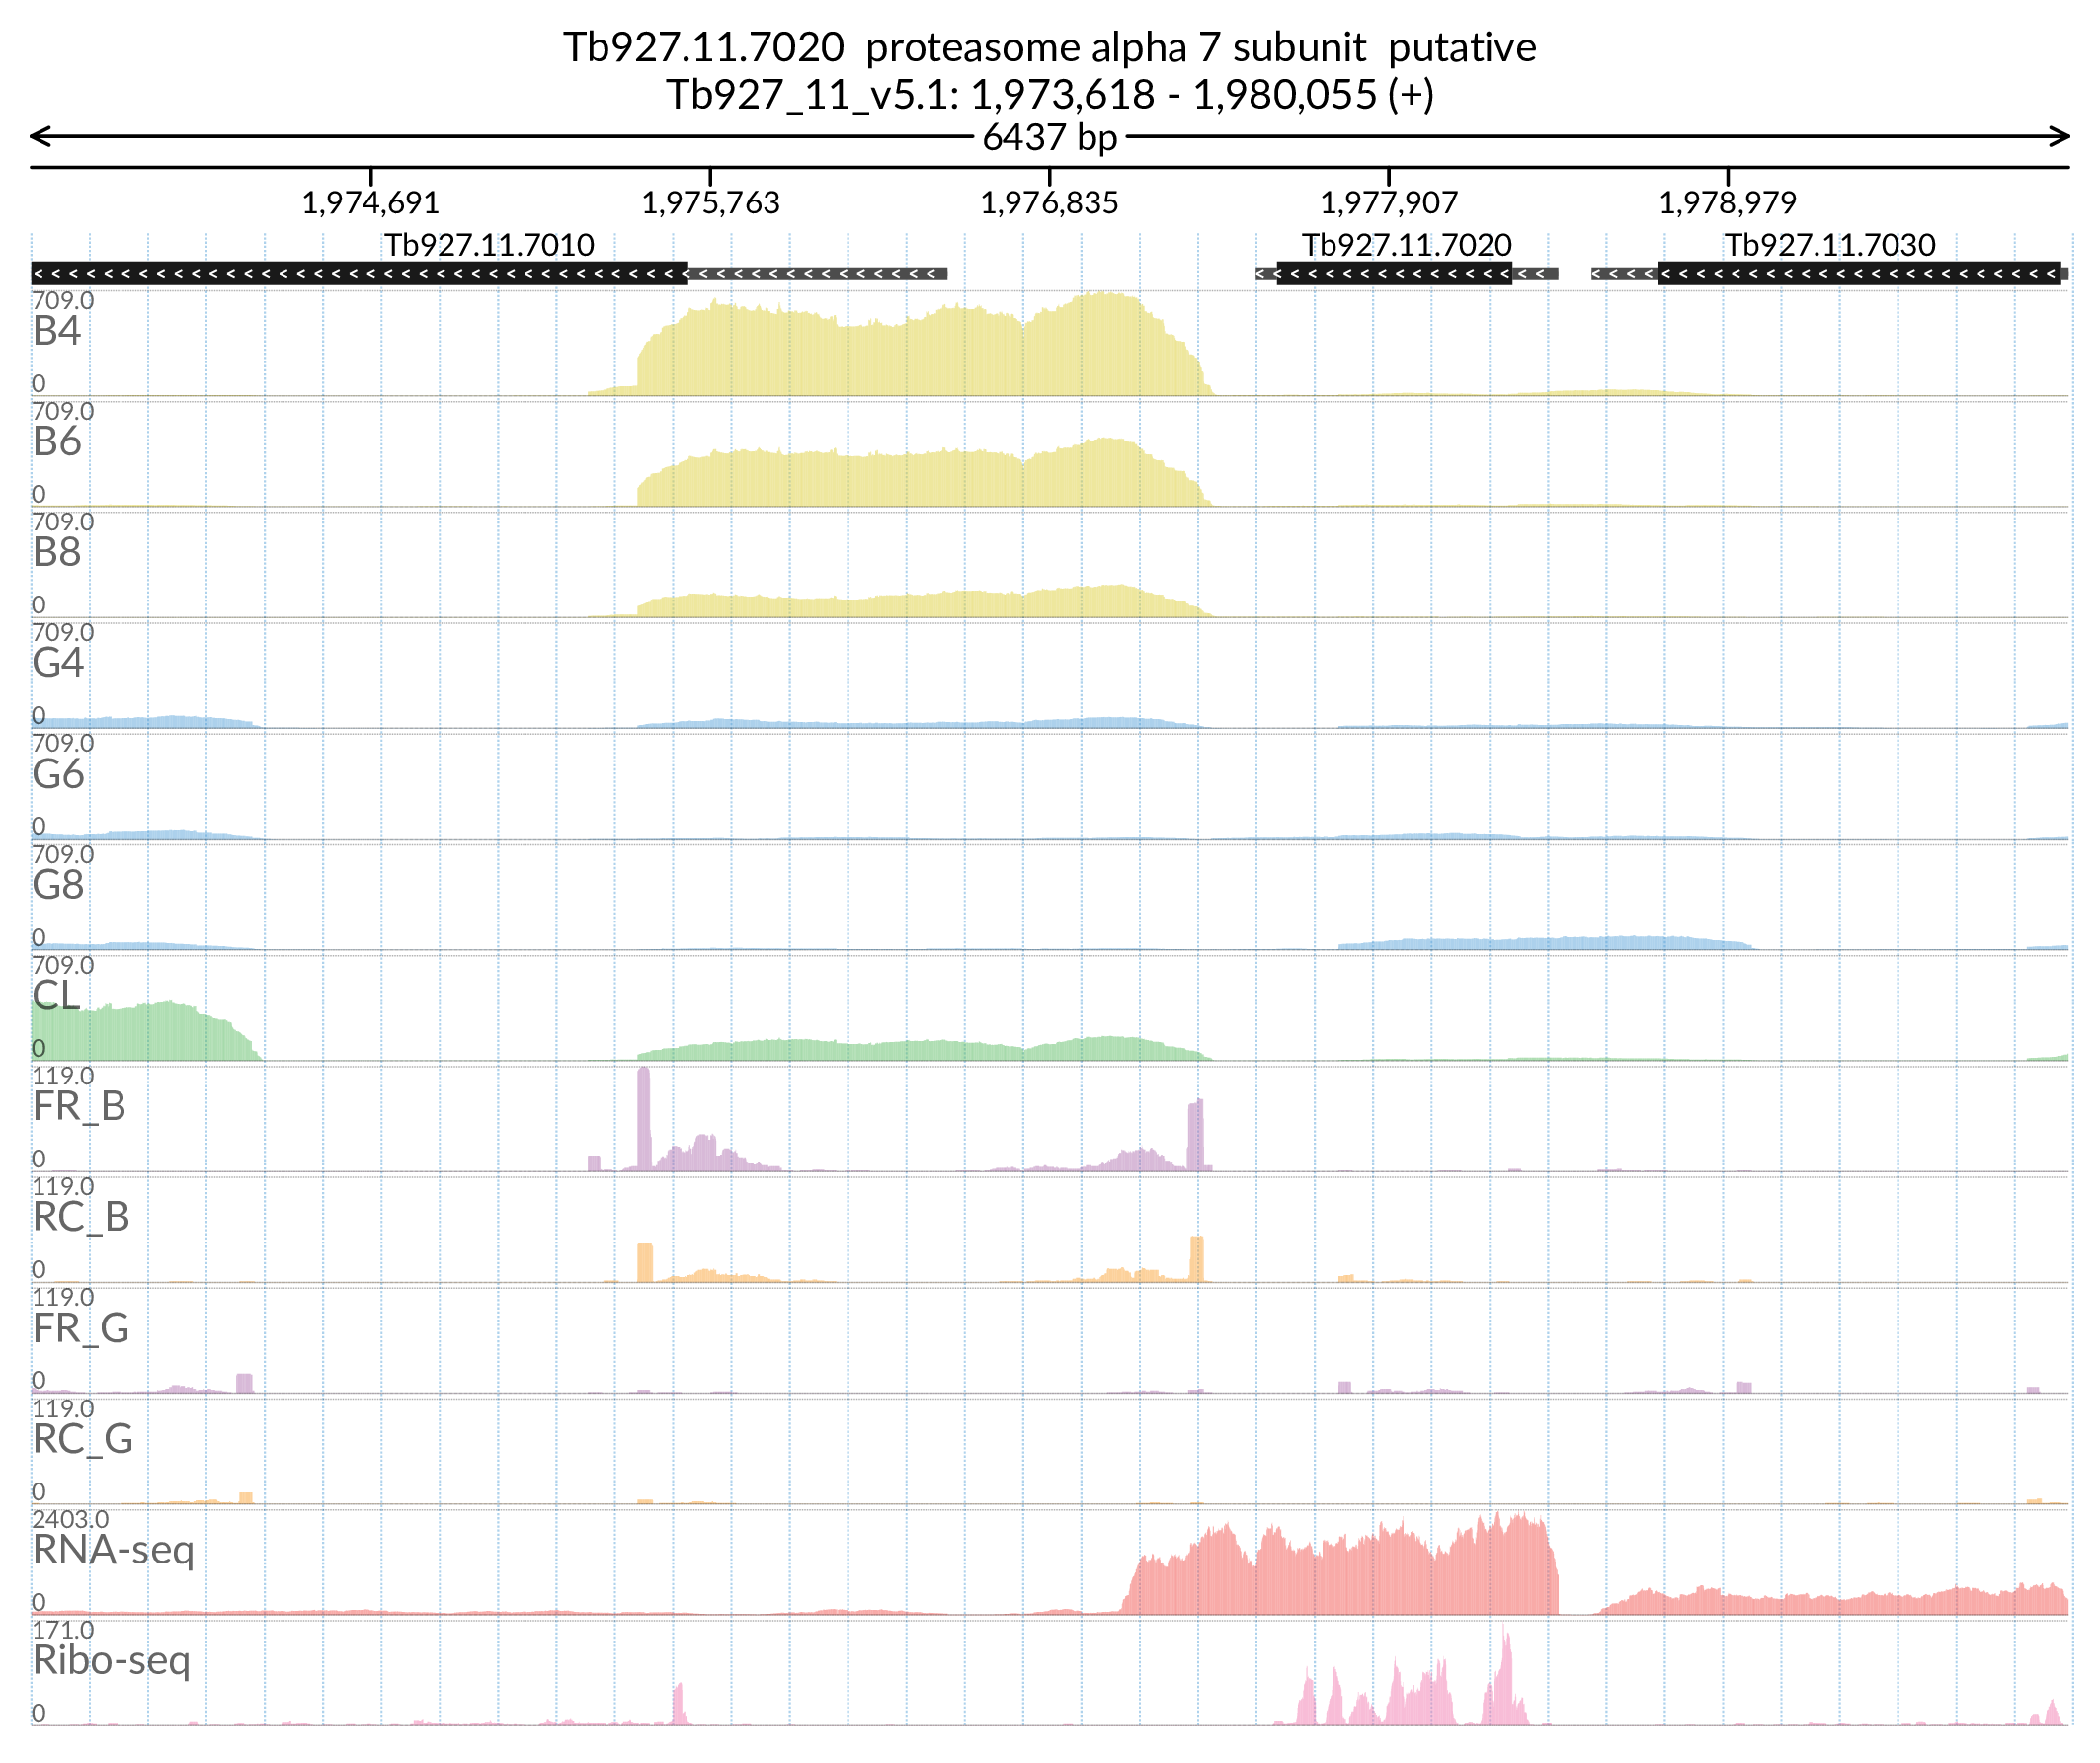 Tb927.11.7020 proteasome alpha 7 subunit putative
Tb927_11_v5.1: 1,973,618 - 1,980,055 (+)
6437 bp
1,974,691 1,975,763 1,976,835 1,977,907 1,978,979
Tb927.11.7010 Tb927.11.7020 Tb927.11.7030
709.0
B4
0
709.0
B6
0
709.0
B8
0
709.0
G4
0
709.0
G6
0
709.0
G8
0
709.0
CL
0
119.0
FR_B
0
119.0
RC_B
0
119.0
FR_G
0
119.0
RC_G
0
2403.0
RNA-seq
0
171.0
Ribo-seq
0